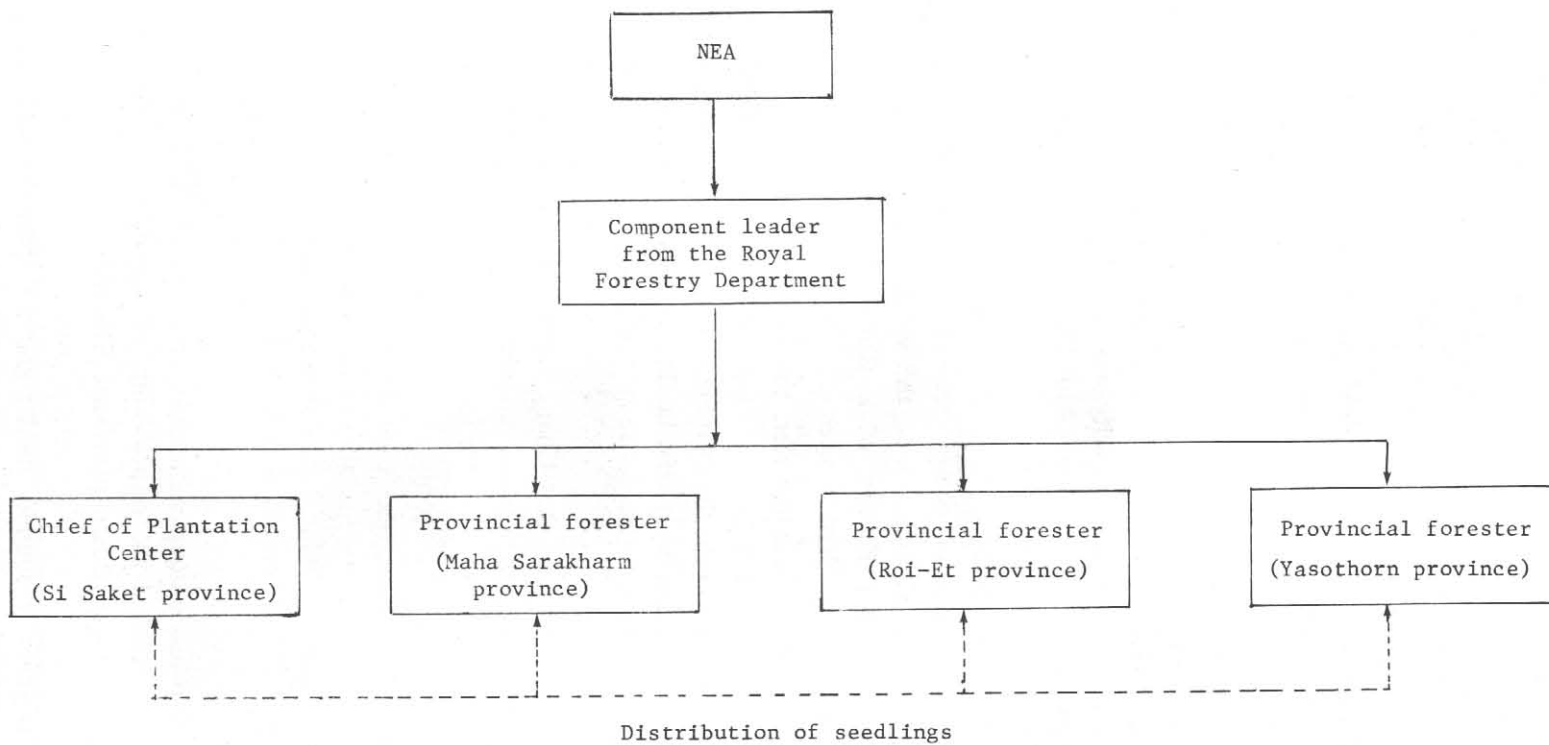 NEA
Component leader
from the Royal
Forestry Department
Chief of Plantation
Center
(Si Saket province)
Provincial forester
(Maha Sarakharm
province)
Provincial forester
(Roi-Et province)
Provincial forester
(Yasothorn province)
Distribution of seedlings